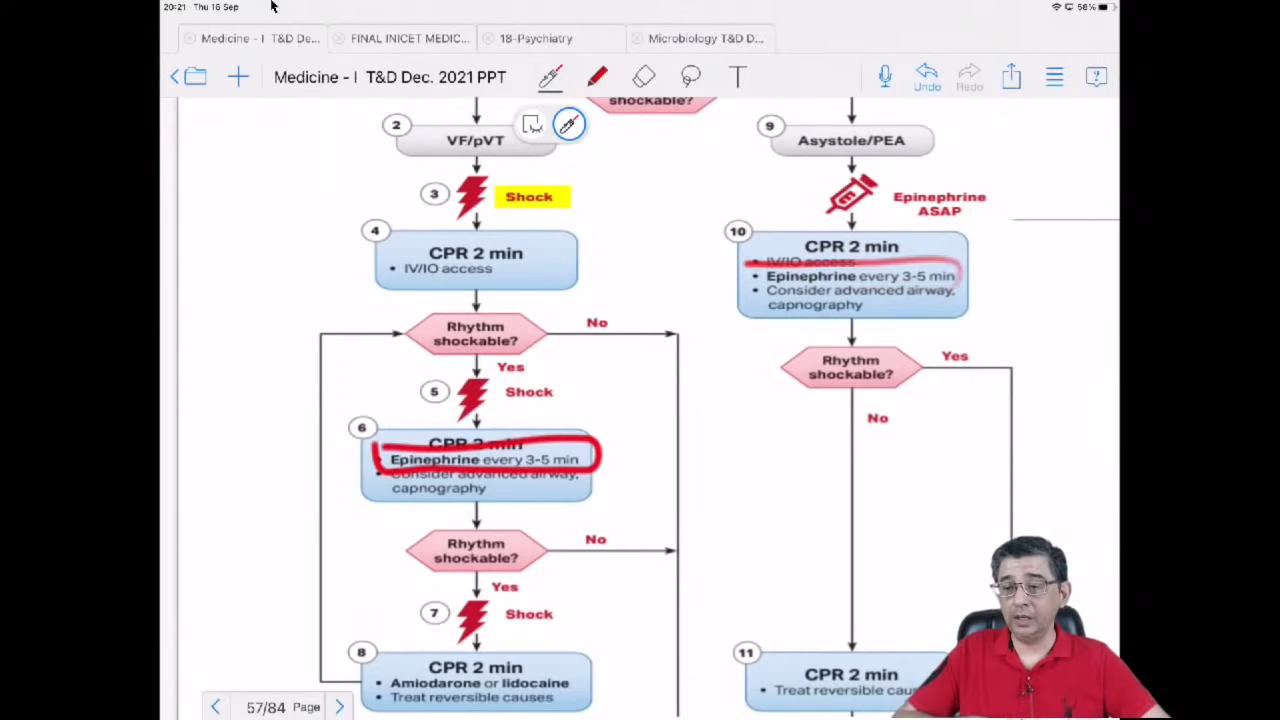 20:21 Thu 16 Sep
58%
Medicine - I T&D De...
FINAL INICET MEDIC...
18-Psychiatry
Microbiology T&D D...
Medicine - I T&D Dec. 2021 PPT
T
Undo
Redo
shockable?
2
VF/pVT
3
Shock
4
CPR 2 min
• IV/IO access
Rhythm
shockable?
No
Yes
5
Shock
6
CPR 2 min
• Epinephrine every 3-5 min
• Consider advanced airway,
capnography
Rhythm
shockable?
No
Yes
7
Shock
8
CPR 2 min
• Amiodarone or lidocaine
• Treat reversible causes
9
Asystole/PEA
E
Epinephrine
ASAP
10
CPR 2 min
• IV/IO access
• Epinephrine every 3-5 min
• Consider advanced airway,
capnography
Rhythm
shockable?
Yes
No
11
CPR 2 min
• Treat reversible cau
57/84 Page